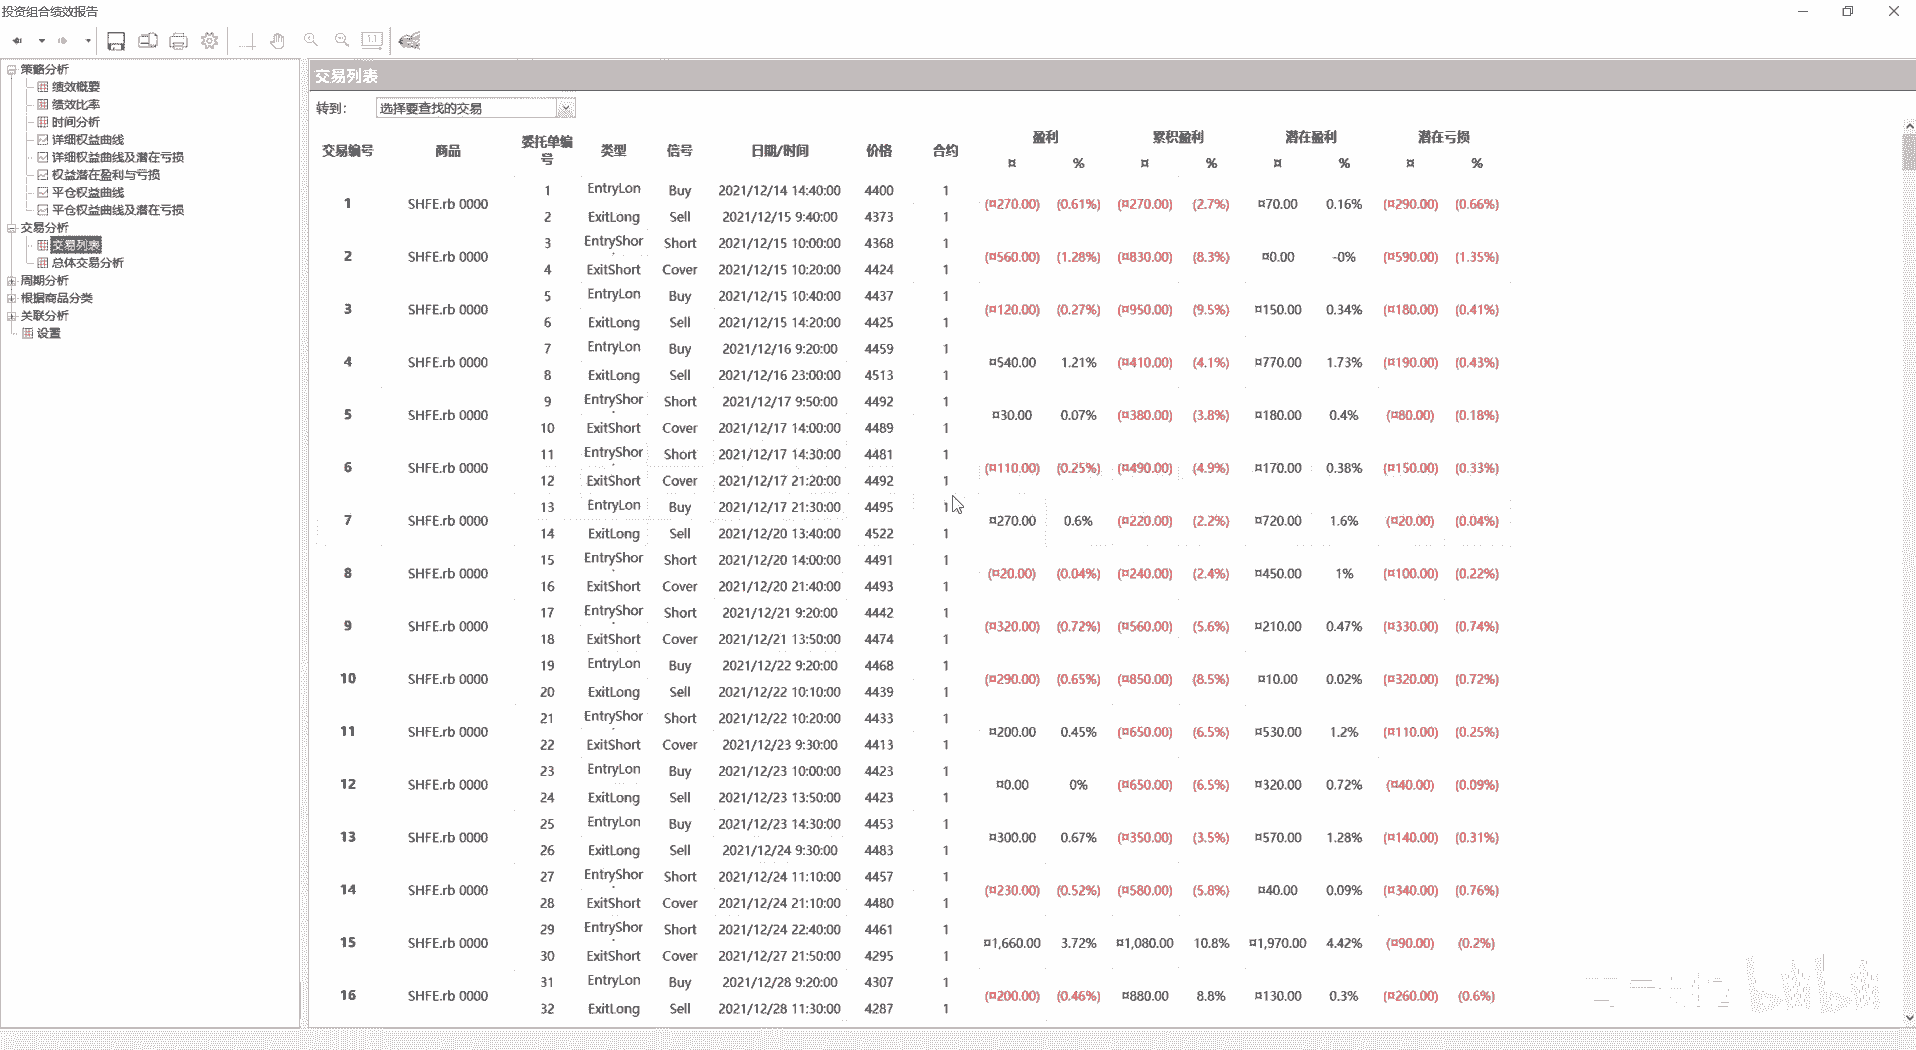 投资组合绩效报告
策略分析
绩效概要
绩效比率
时间分析
详细权益曲线
详细权益曲线及潜在亏损
权益潜在盈利与亏损
平仓权益曲线
平仓权益曲线及潜在亏损
交易分析
交易列表
总体交易分析
周期分析
根据商品分类
关联分析
设置
交易列表
转到: 选择要查找的交易
交易编号 商品 委托单编号 类型 信号 日期/时间 价格 合约 盈利 累积盈利 潜在盈利 潜在亏损
¤ % ¤ % ¤ % ¤ %
1 EntryLon Buy 2021/12/14 14:40:00 4400 1
1 SHFE.rb 0000 (¤270.00) (0.61%) (¤270.00) (2.7%) ¤70.00 0.16% (¤290.00) (0.66%)
2 ExitLong Sell 2021/12/15 9:40:00 4373 1
3 EntryShor Short 2021/12/15 10:00:00 4368 1
2 SHFE.rb 0000 (¤560.00) (1.28%) (¤830.00) (8.3%) ¤0.00 -0% (¤590.00) (1.35%)
4 ExitShort Cover 2021/12/15 10:20:00 4424 1
5 EntryLon Buy 2021/12/15 10:40:00 4437 1
3 SHFE.rb 0000 (¤120.00) (0.27%) (¤950.00) (9.5%) ¤150.00 0.34% (¤180.00) (0.41%)
6 ExitLong Sell 2021/12/15 14:20:00 4425 1
7 EntryLon Buy 2021/12/16 9:20:00 4459 1
4 SHFE.rb 0000 ¤540.00 1.21% (¤410.00) (4.1%) ¤770.00 1.73% (¤190.00) (0.43%)
8 ExitLong Sell 2021/12/16 23:00:00 4513 1
9 EntryShor Short 2021/12/17 9:50:00 4492 1
5 SHFE.rb 0000 ¤30.00 0.07% (¤380.00) (3.8%) ¤180.00 0.4% (¤80.00) (0.18%)
10 ExitShort Cover 2021/12/17 14:00:00 4489 1
11 EntryShor Short 2021/12/17 14:30:00 4481 1
6 SHFE.rb 0000 (¤110.00) (0.25%) (¤490.00) (4.9%) ¤170.00 0.38% (¤150.00) (0.33%)
12 ExitShort Cover 2021/12/17 21:20:00 4492 1
13 EntryLon Buy 2021/12/17 21:30:00 4495 1
7 SHFE.rb 0000 ¤270.00 0.6% (¤220.00) (2.2%) ¤720.00 1.6% (¤20.00) (0.04%)
14 ExitLong Sell 2021/12/20 13:40:00 4522 1
15 EntryShor Short 2021/12/20 14:00:00 4491 1
8 SHFE.rb 0000 (¤20.00) (0.04%) (¤240.00) (2.4%) ¤450.00 1% (¤100.00) (0.22%)
16 ExitShort Cover 2021/12/20 21:40:00 4493 1
17 EntryShor Short 2021/12/21 9:20:00 4442 1
9 SHFE.rb 0000 (¤320.00) (0.72%) (¤560.00) (5.6%) ¤210.00 0.47% (¤330.00) (0.74%)
18 ExitShort Cover 2021/12/21 13:50:00 4474 1
19 EntryLon Buy 2021/12/22 9:20:00 4468 1
10 SHFE.rb 0000 (¤290.00) (0.65%) (¤850.00) (8.5%) ¤10.00 0.02% (¤320.00) (0.72%)
20 ExitLong Sell 2021/12/22 10:10:00 4439 1
21 EntryShor Short 2021/12/22 10:20:00 4433 1
11 SHFE.rb 0000 ¤200.00 0.45% (¤650.00) (6.5%) ¤530.00 1.2% (¤110.00) (0.25%)
22 ExitShort Cover 2021/12/23 9:30:00 4413 1
23 EntryLon Buy 2021/12/23 10:00:00 4423 1
12 SHFE.rb 0000 ¤0.00 0% (¤650.00) (6.5%) ¤320.00 0.72% (¤40.00) (0.09%)
24 ExitLong Sell 2021/12/23 13:50:00 4423 1
25 EntryLon Buy 2021/12/23 14:30:00 4453 1
13 SHFE.rb 0000 ¤300.00 0.67% (¤350.00) (3.5%) ¤570.00 1.28% (¤140.00) (0.31%)
26 ExitLong Sell 2021/12/24 9:30:00 4483 1
27 EntryShor Short 2021/12/24 11:10:00 4457 1
14 SHFE.rb 0000 (¤230.00) (0.52%) (¤580.00) (5.8%) ¤40.00 0.09% (¤340.00) (0.76%)
28 ExitShort Cover 2021/12/24 21:10:00 4480 1
29 EntryShor Short 2021/12/24 22:40:00 4461 1
15 SHFE.rb 0000 ¤1,660.00 3.72% ¤1,080.00 10.8% ¤1,970.00 4.42% (¤90.00) (0.2%)
30 ExitShort Cover 2021/12/27 21:50:00 4295 1
31 EntryLon Buy 2021/12/28 9:20:00 4307 1
16 SHFE.rb 0000 (¤200.00) (0.46%) ¤880.00 8.8% ¤130.00 0.3% (¤260.00) (0.6%)
32 ExitLong Sell 2021/12/28 11:30:00 4287 1